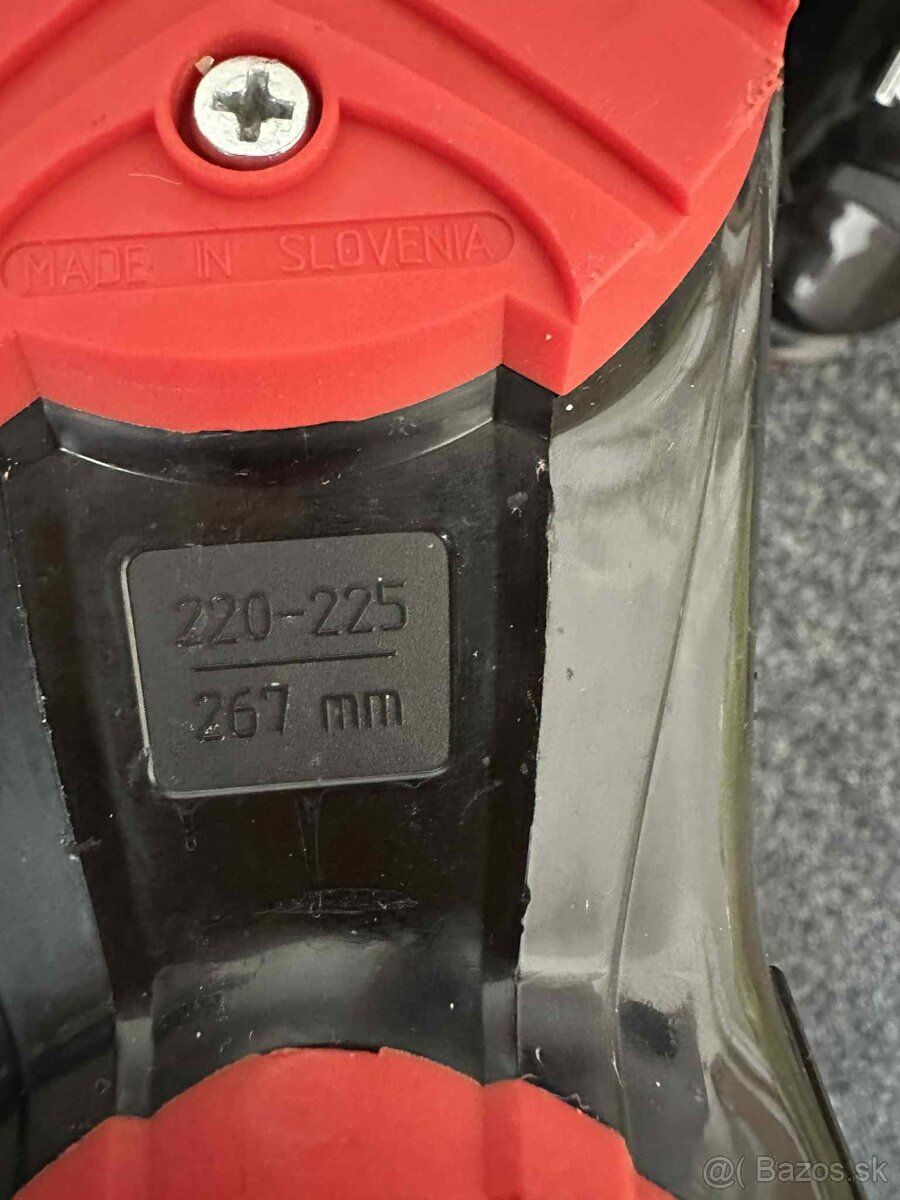 MADE IN SLOVENIA
220-225
267 mm
@( Bazos.sk